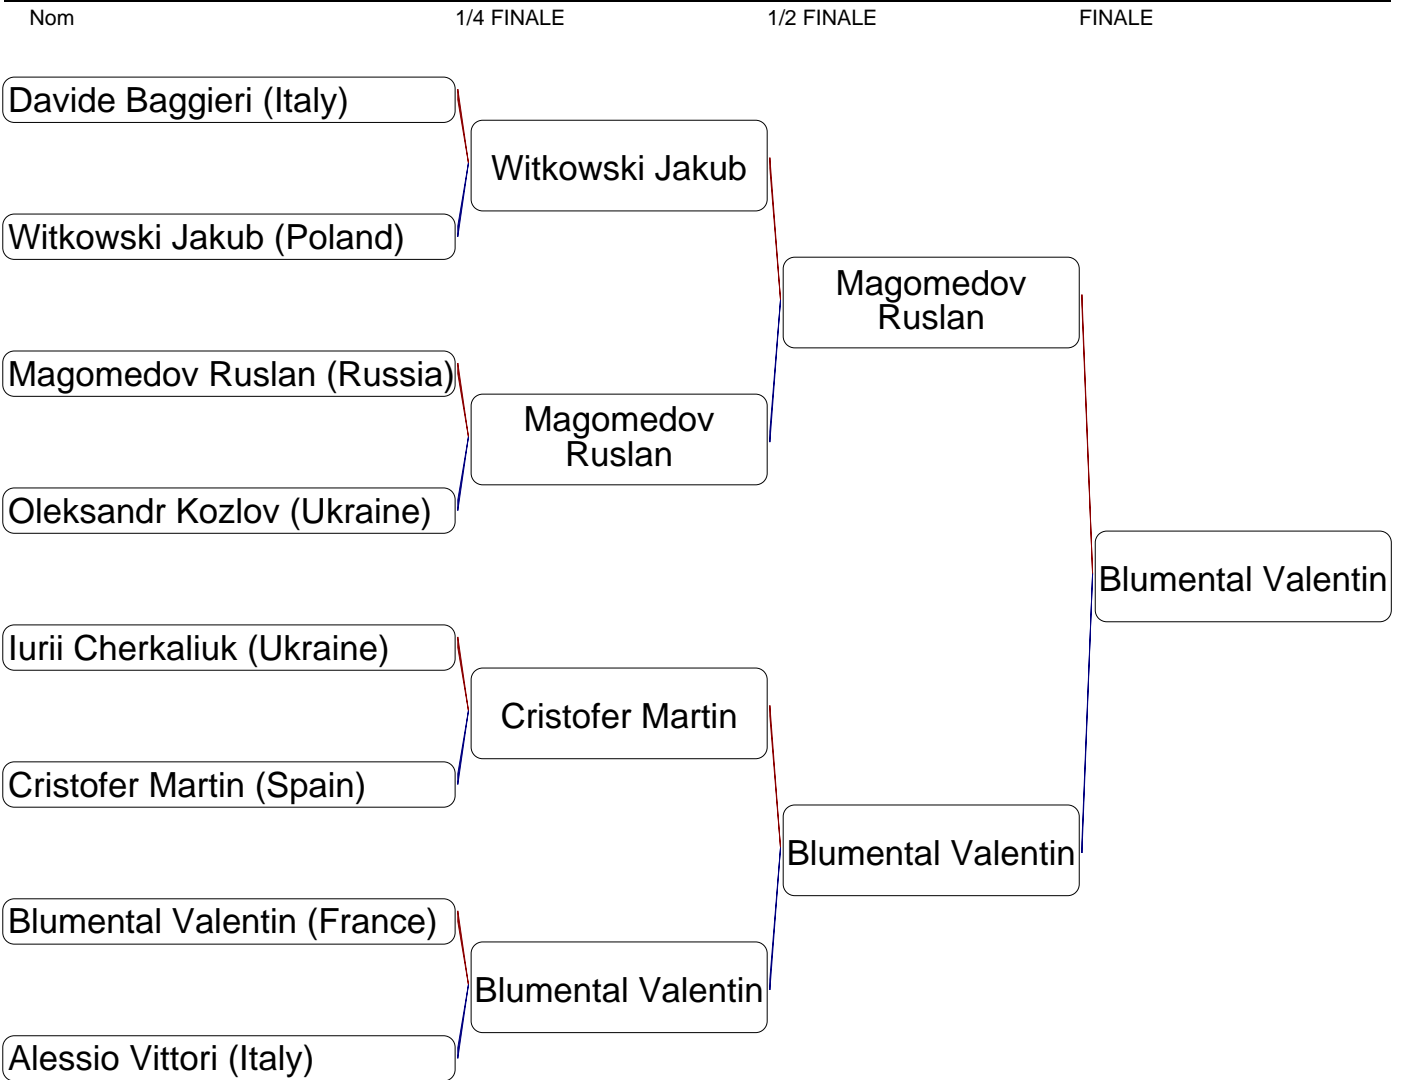 Nom 1/4 FINALE 1/2 FINALE FINALE
Davide Baggieri (Italy)
Witkowski Jakub
Witkowski Jakub (Poland)
Magomedov
Ruslan
Magomedov Ruslan (Russia)
Magomedov
Ruslan
Oleksandr Kozlov (Ukraine)
Blumental Valentin
Iurii Cherkaliuk (Ukraine)
Cristofer Martin
Cristofer Martin (Spain)
Blumental Valentin
Blumental Valentin (France)
Blumental Valentin
Alessio Vittori (Italy)